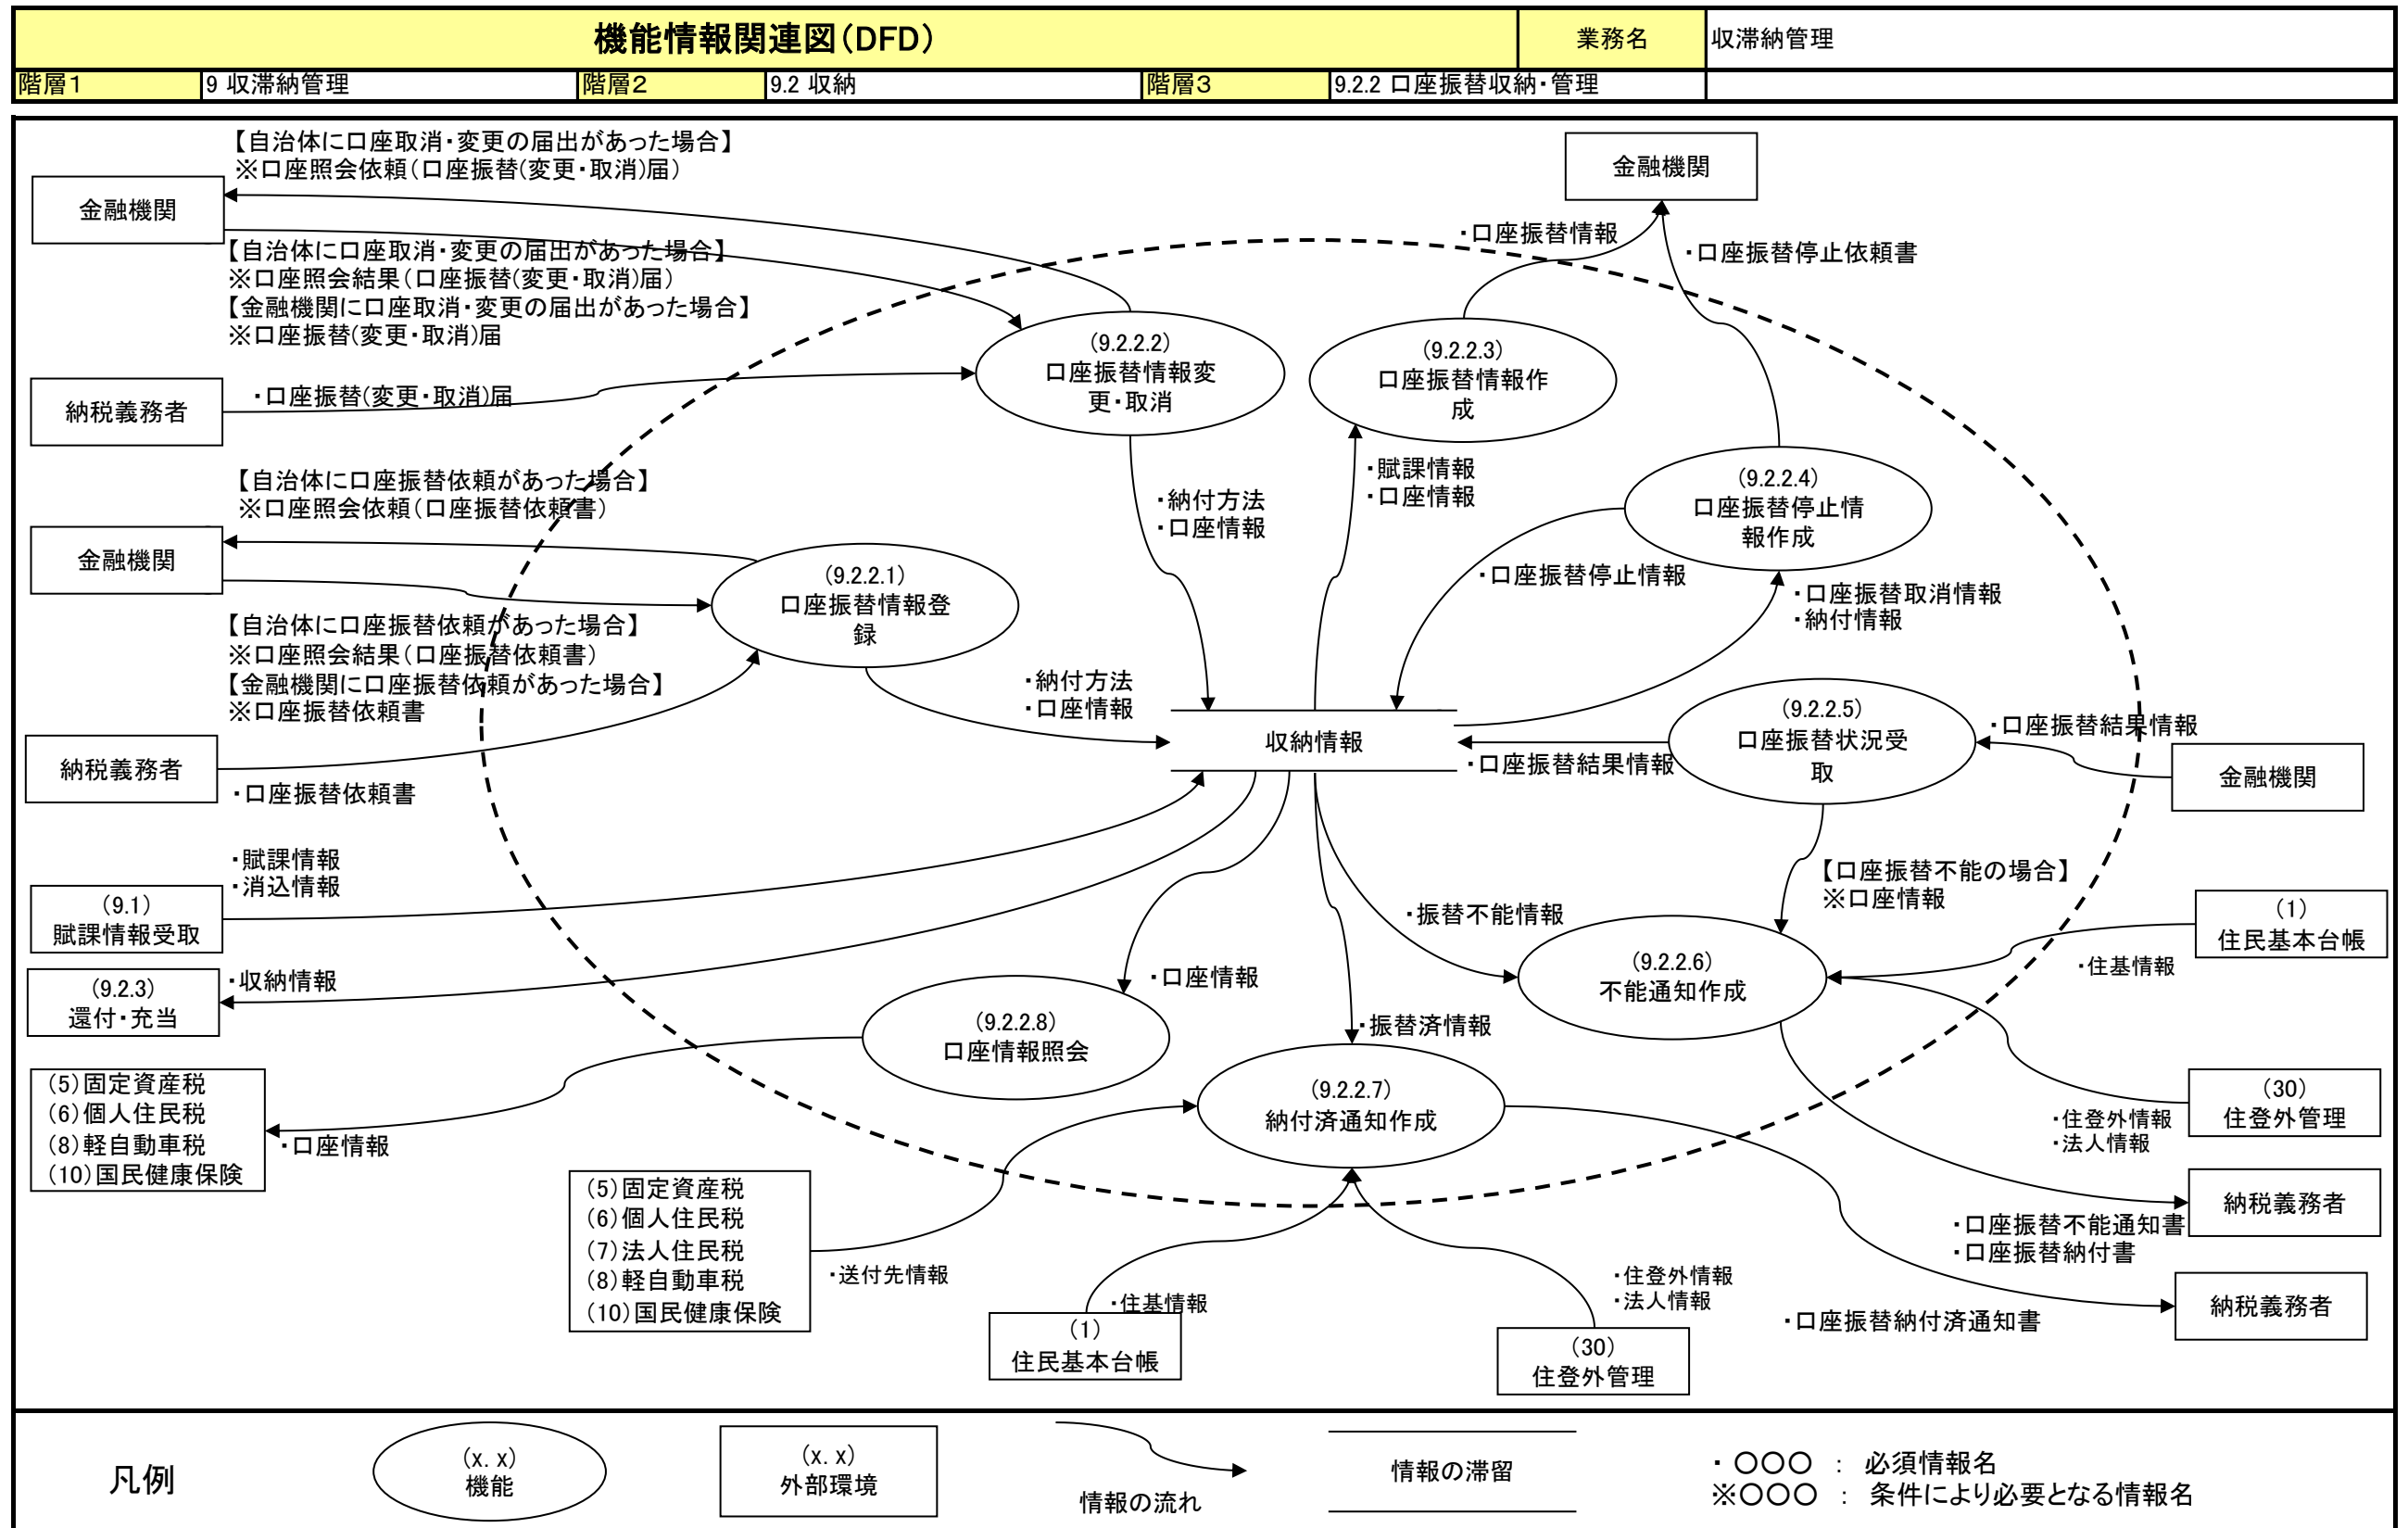 機能情報関連図(DFD)
業務名
収滞納管理
階層1
9 収滞納管理
階層2
9.2 収納
階層3
9.2.2 口座振替収納・管理
【自治体に口座取消・変更の届出があった場合】
※口座照会依頼(口座振替(変更・取消)届)
金融機関
【自治体に口座取消・変更の届出があった場合】
※口座照会結果(口座振替(変更・取消)届)
【金融機関に口座取消・変更の届出があった場合】
※口座振替(変更・取消)届
金融機関
・口座振替情報
・口座振替停止依頼書
(9.2.2.2)
口座振替情報変
更・取消
(9.2.2.3)
口座振替情報作
成
納税義務者
・口座振替(変更・取消)届
【自治体に口座振替依頼があった場合】
※口座照会依頼(口座振替依頼書)
金融機関
・納付方法
・口座情報
・賦課情報
・口座情報
(9.2.2.4)
口座振替停止情
報作成
(9.2.2.1)
口座振替情報登
録
・口座振替停止情報
・口座振替取消情報
・納付情報
【自治体に口座振替依頼があった場合】
※口座照会結果(口座振替依頼書)
【金融機関に口座振替依頼があった場合】
※口座振替依頼書
・納付方法
・口座情報
収納情報
(9.2.2.5)
口座振替状況受
取
・口座振替結果情報
・口座振替結果情報
金融機関
納税義務者
・口座振替依頼書
・賦課情報
・消込情報
(9.1)
賦課情報受取
【口座振替不能の場合】
※口座情報
・振替不能情報
(1)
住民基本台帳
・住基情報
(9.2.3)
還付・充当
・収納情報
・口座情報
(9.2.2.6)
不能通知作成
(9.2.2.8)
口座情報照会
・振替済情報
(9.2.2.7)
納付済通知作成
(5)固定資産税
(6)個人住民税
(8)軽自動車税
(10)国民健康保険
・口座情報
(30)
住登外管理
・住登外情報
・法人情報
(5)固定資産税
(6)個人住民税
(7)法人住民税
(8)軽自動車税
(10)国民健康保険
・送付先情報
納税義務者
・口座振替不能通知書
・口座振替納付書
・住基情報
(1)
住民基本台帳
・住登外情報
・法人情報
(30)
住登外管理
・口座振替納付済通知書
納税義務者
凡例
(x.x)
機能
(x.x)
外部環境
情報の流れ
情報の滞留
・ 〇〇〇 : 必須情報名
※〇〇〇 : 条件により必要となる情報名